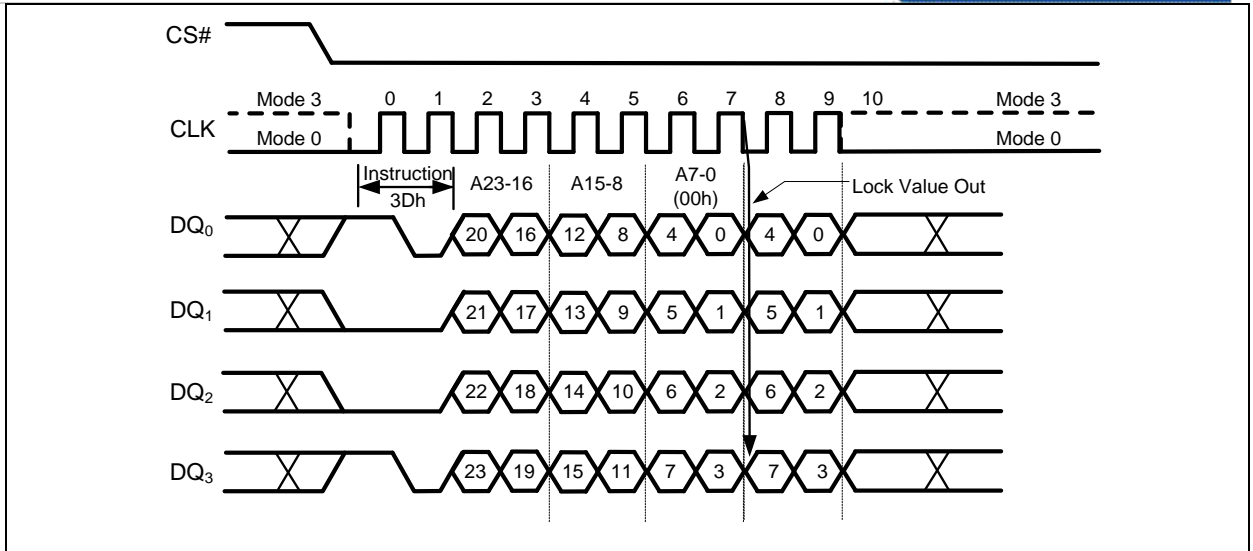 CS#
Mode 3 0 1 2 3 4 5 6 7 8 9 10 Mode 3
CLK
Mode 0 Mode 0
Instruction A23-16 A15-8 A7-0
3Dh (00h) Lock Value Out
DQ0 20 16 12 8 4 0 4 0
DQ1 21 17 13 9 5 1 5 1
DQ2 22 18 14 10 6 2 6 2
DQ3 23 19 15 11 7 3 7 3